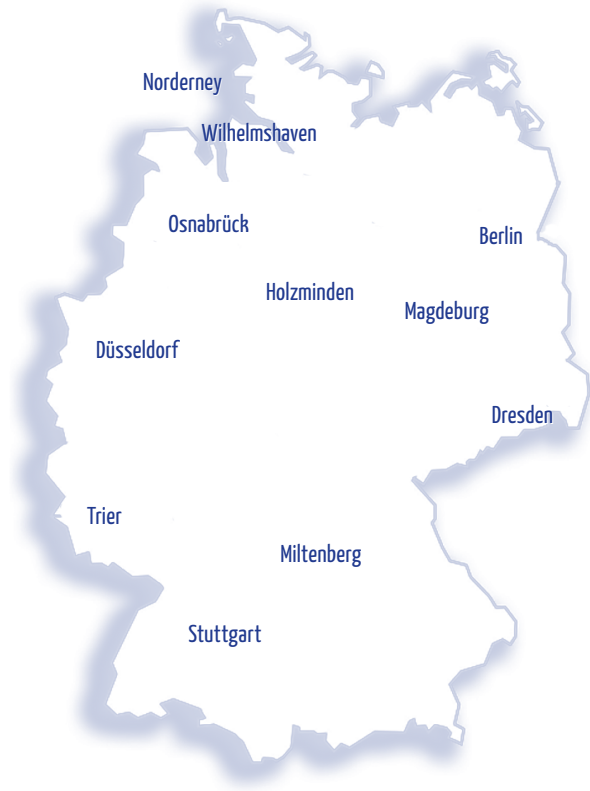 Norderney
Wilhelmshaven
Osnabrück
Berlin
Holzminden
Magdeburg
Düsseldorf
Dresden
Trier
Miltenberg
Stuttgart